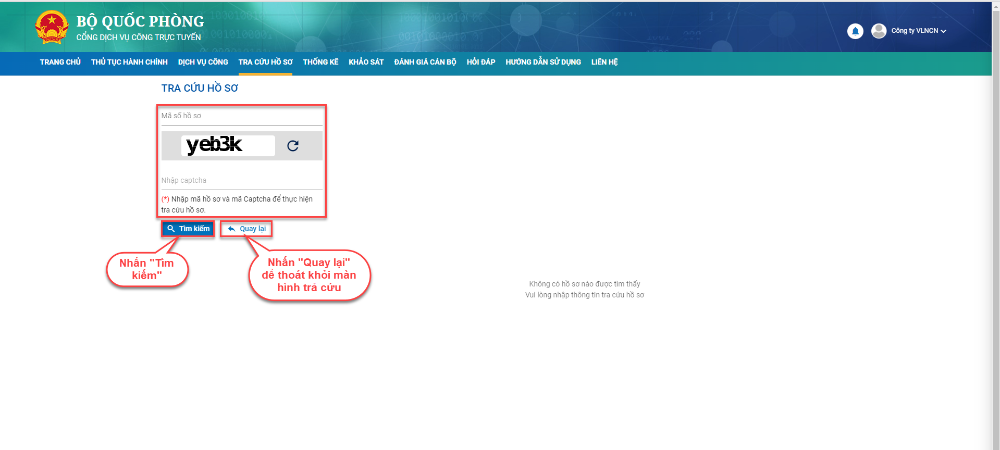 BỘ QUỐC PHÒNG
CỔNG DỊCH VỤ CÔNG TRỰC TUYẾN
Công ty VLNCN
TRANG CHỦ THỦ TỤC HÀNH CHÍNH DỊCH VỤ CÔNG TRA CỨU HỒ SƠ THỐNG KÊ KHẢO SÁT ĐÁNH GIÁ CÁN BỘ HỎI ĐÁP HƯỚNG DẪN SỬ DỤNG LIÊN HỆ
TRA CỨU HỒ SƠ
Mã số hồ sơ
yeb3k
Nhập captcha
(*) Nhập mã hồ sơ và mã Captcha để thực hiện
tra cứu hồ sơ.
Tìm kiếm Quay lại
Nhấn "Tìm
kiếm"
Nhấn "Quay lại"
để thoát khỏi màn
hình trả cứu
Không có hồ sơ nào được tìm thấy
Vui lòng nhập thông tin tra cứu hồ sơ